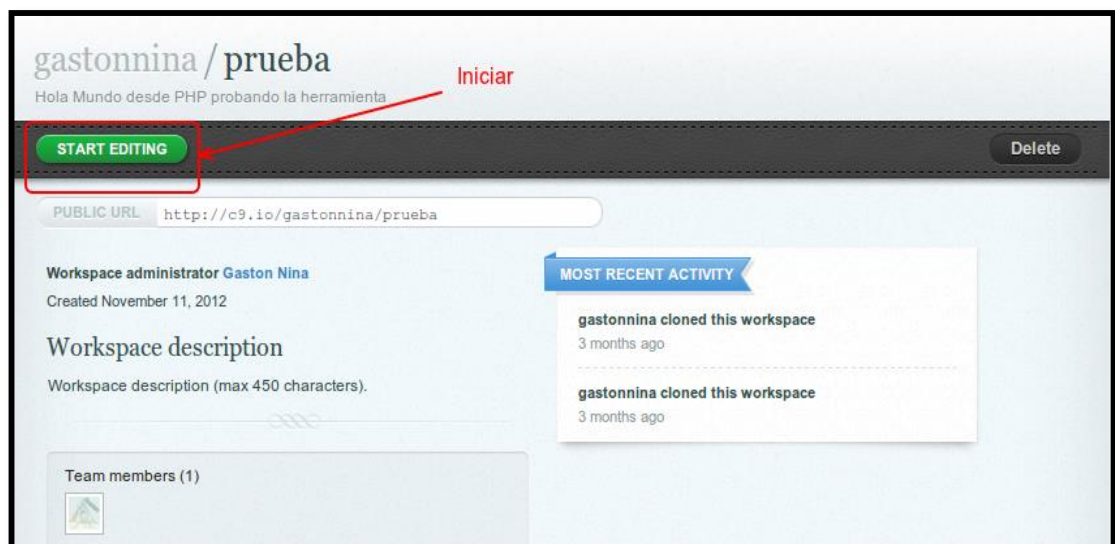 gastonnina / prueba
Iniciar
Hola Mundo desde PHP probando la herramienta
START EDITING
Delete
PUBLIC URL http://c9.io/gastonnina/prueba
Workspace administrator Gaston Nina
Created November 11, 2012
Workspace description
Workspace description (max 450 characters).
MOST RECENT ACTIVITY
gastonnina cloned this workspace
3 months ago
gastonnina cloned this workspace
3 months ago
Team members (1)